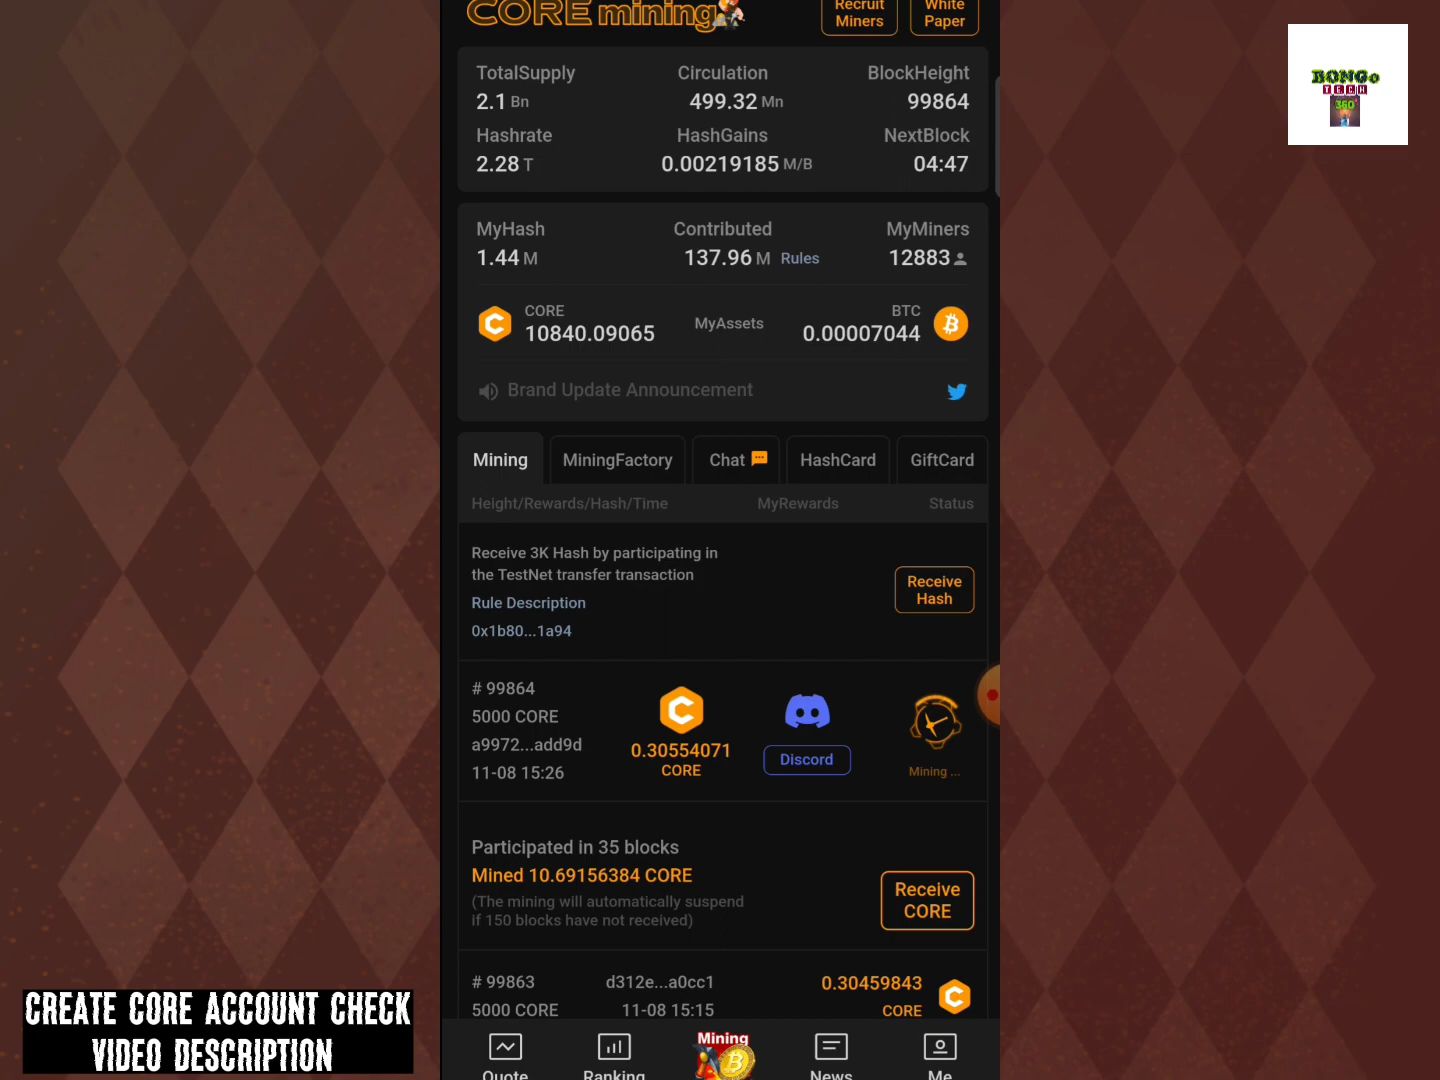 CORE mining
Recruit
Miners
White
Paper
TotalSupply
Circulation
BlockHeight
2.1 Bn
499.32 Mn
99864
Hashrate
HashGains
NextBlock
2.28 T
0.00219185 M/B
04:47
MyHash
Contributed
MyMiners
1.44 M
137.96 M Rules
12883
CORE
10840.09065
MyAssets
BTC
0.00007044
Brand Update Announcement
Mining
MiningFactory
Chat
HashCard
GiftCard
Height/Rewards/Hash/Time
MyRewards
Status
Receive 3K Hash by participating in
the TestNet transfer transaction
Rule Description
0x1b80...1a94
Receive
Hash
# 99864
5000 CORE
a9972...add9d
11-08 15:26
0.30554071
CORE
Discord
Mining ...
Participated in 35 blocks
Mined 10.69156384 CORE
(The mining will automatically suspend
if 150 blocks have not received)
Receive
CORE
# 99863
d312e...a0cc1
0.30459843
5000 CORE
11-08 15:15
CORE
Quote
Ranking
Mining
News
Me
BONGO
TECH
360
CREATE CORE ACCOUNT CHECK
VIDEO DESCRIPTION